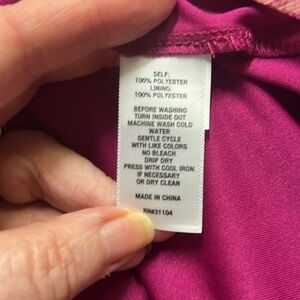 SELF:
100% POLYESTER
LINING:
100% POLYESTER
BEFORE WASHING
TURN INSIDE OUT
MACHINE WASH COLD
WATER
GENTLE CYCLE
WITH LIKE COLORS
NO BLEACH
DRIP DRY
PRESS WITH COOL IRON
IF NECESSARY
OR DRY CLEAN
MADE IN CHINA
RN#31104